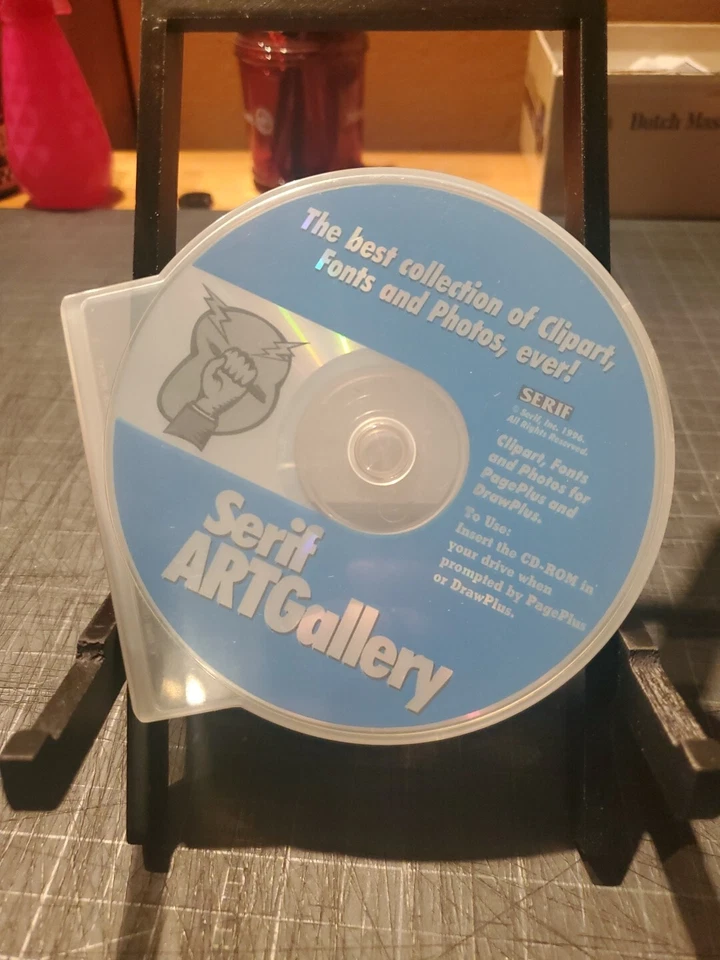 The best collection of Clipart,
Fonts and Photos, ever!
SERIF
© Serif, Inc. 1996.
All Rights Reserved.
Clipart, Fonts
and Photos for
PagePlus and
DrawPlus.
To Use:
Insert the CD-ROM in
your drive when
prompted by PagePlus
or DrawPlus.
Serif
ARTGallery
Dutch